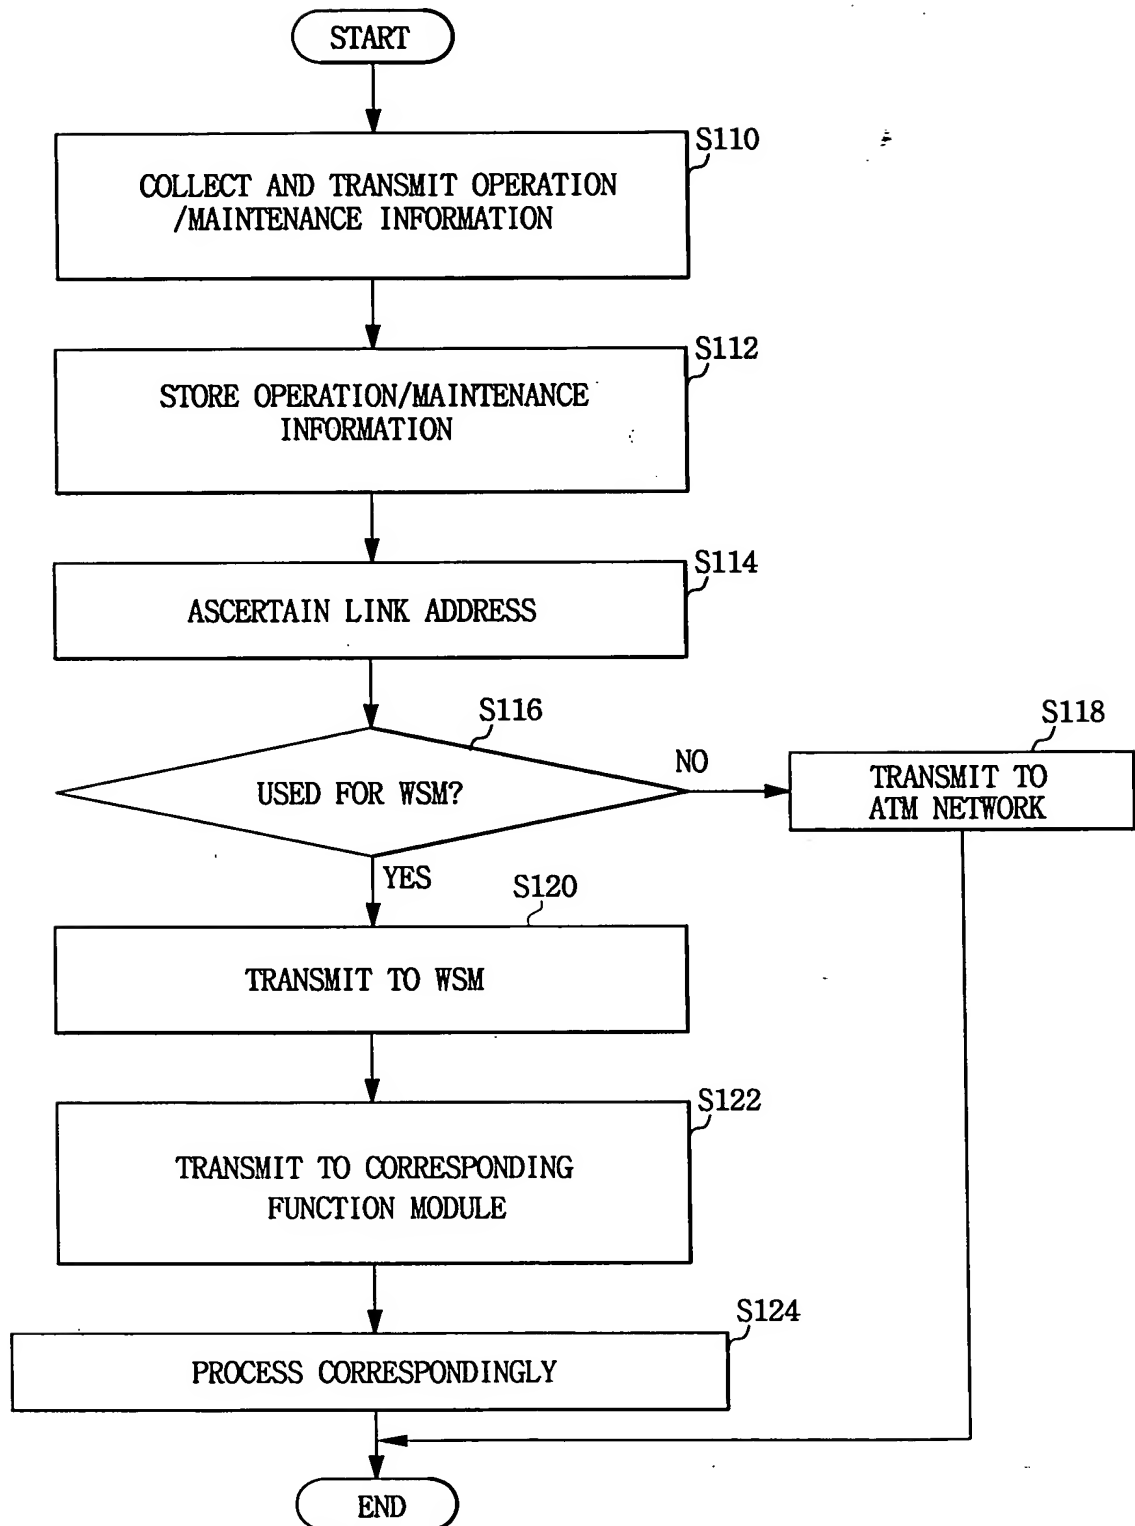 START
S110
COLLECT AND TRANSMIT OPERATION
/MAINTENANCE INFORMATION
S112
STORE OPERATION/MAINTENANCE
INFORMATION
S114
ASCERTAIN LINK ADDRESS
S116
USED FOR WSM?
NO
S118
TRANSMIT TO
ATM NETWORK
YES
S120
TRANSMIT TO WSM
S122
TRANSMIT TO CORRESPONDING
FUNCTION MODULE
S124
PROCESS CORRESPONDINGLY
END